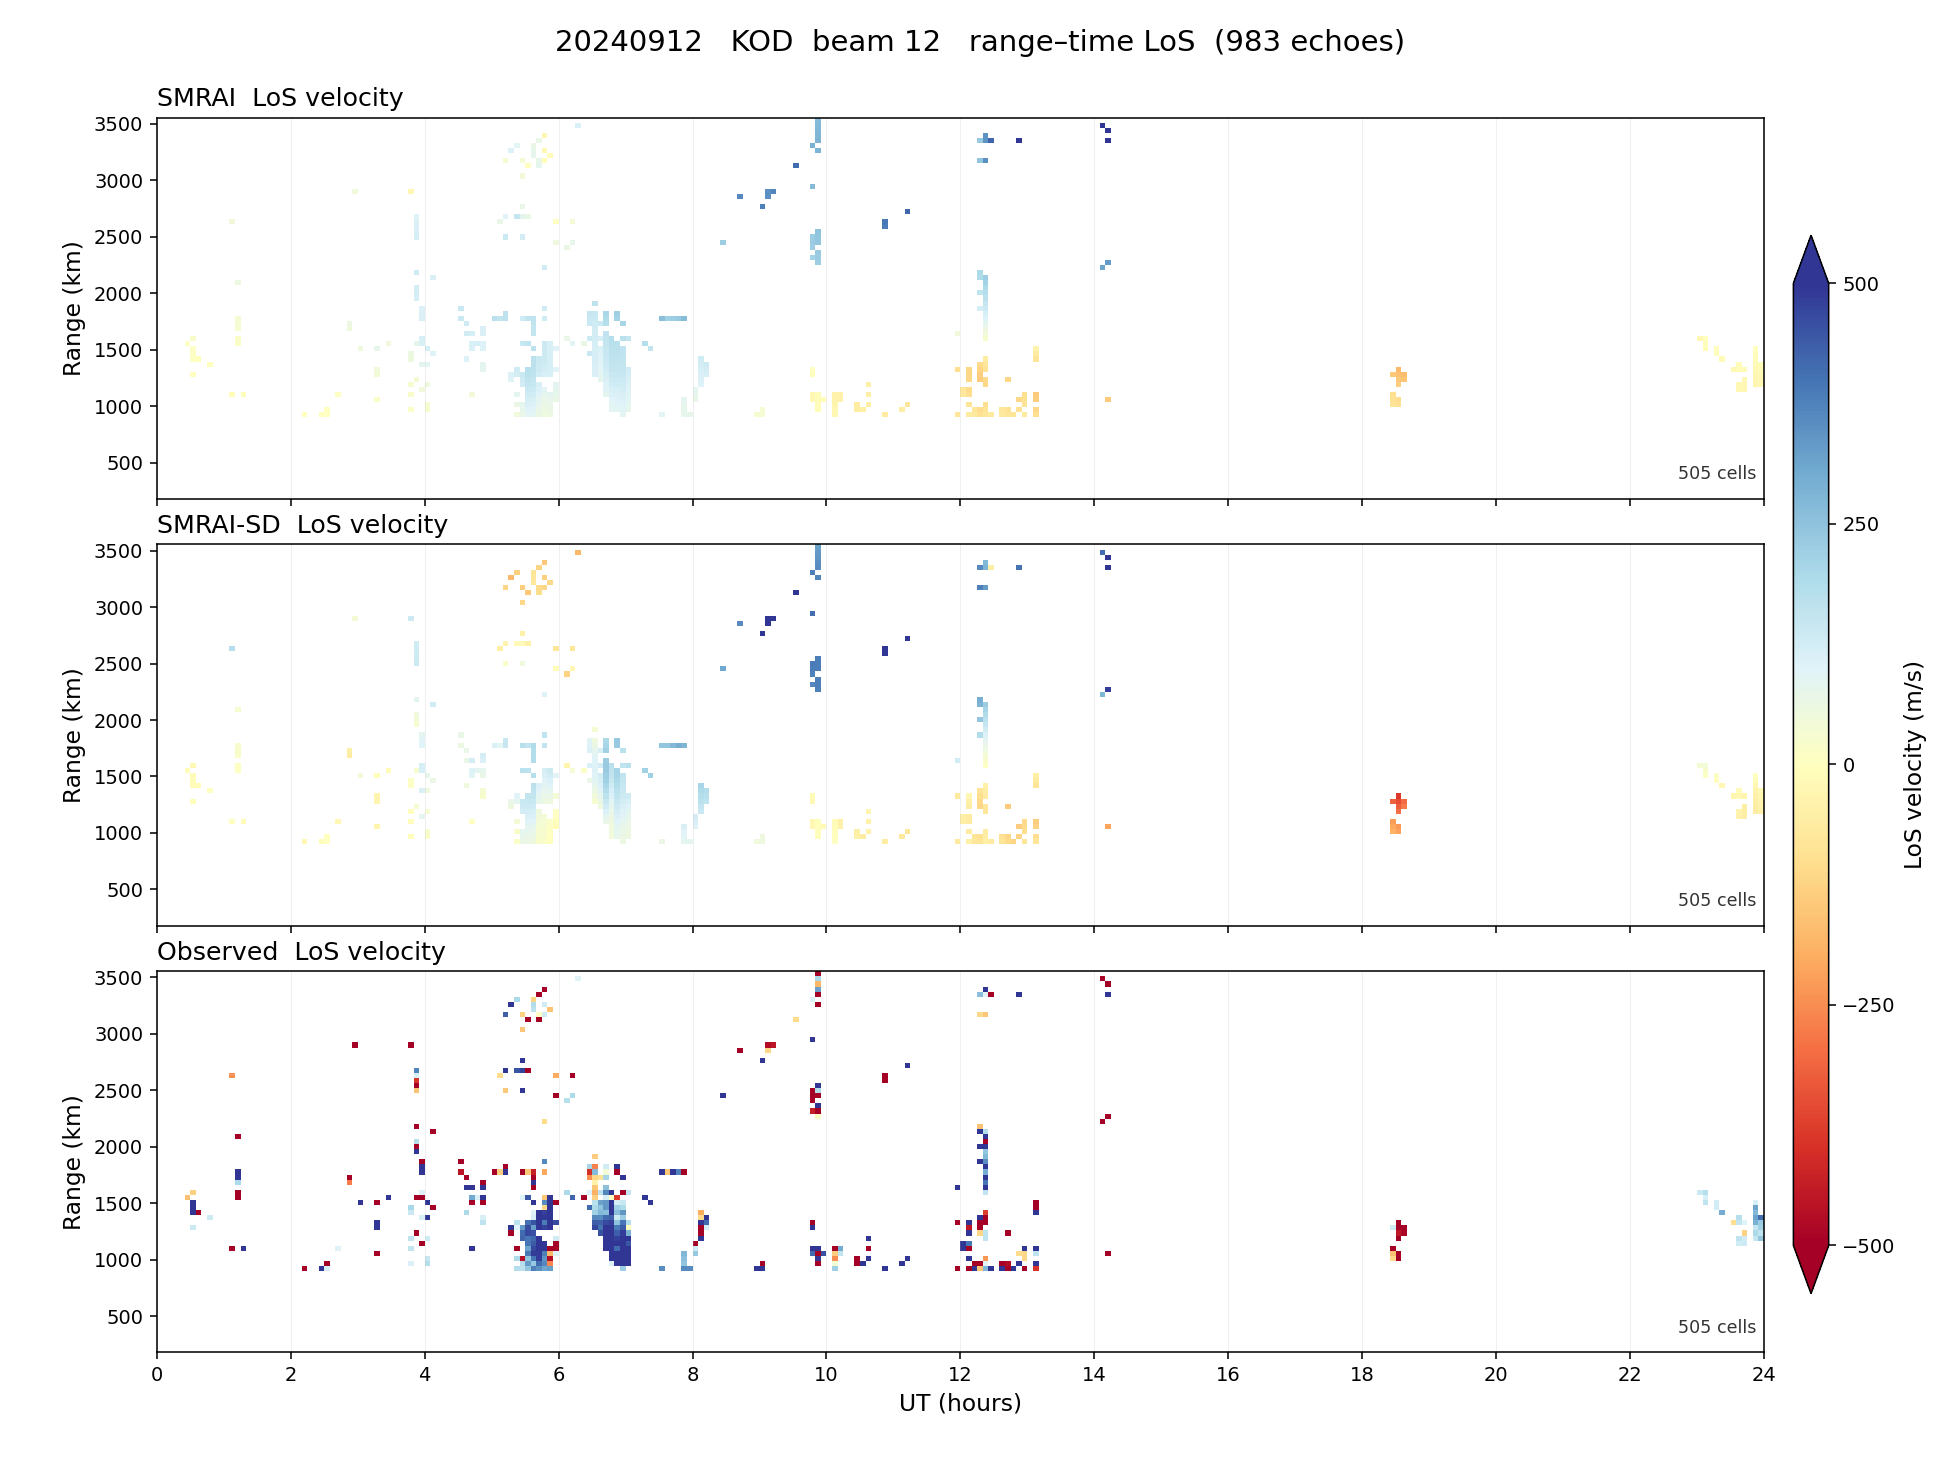 20240912   KOD  beam 12   range–time LoS  (983 echoes)
SMRAI  LoS velocity
3500
3000
2500
2000
1500
1000
500
Range (km)
505 cells
SMRAI-SD  LoS velocity
3500
3000
2500
2000
1500
1000
500
Range (km)
505 cells
Observed  LoS velocity
3500
3000
2500
2000
1500
1000
500
Range (km)
505 cells
0 2 4 6 8 10 12 14 16 18 20 22 24
UT (hours)
500
250
0
−250
−500
LoS velocity (m/s)